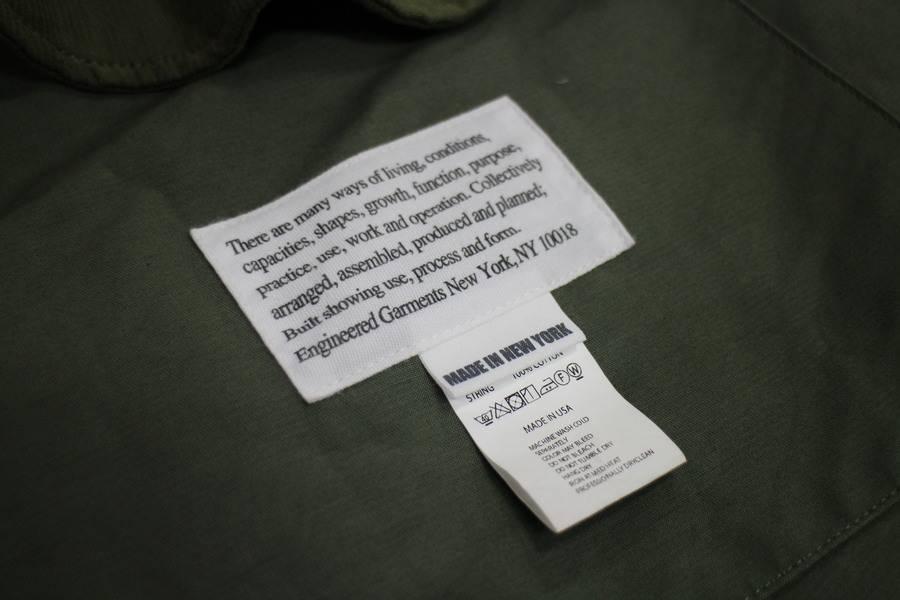 There are many ways of living, conditions,
capacities, shapes, growth, function, purpose,
practice, use, work and operation. Collectively
arranged, assembled, produced and planned;
Built showing use, process and form.
Engineered Garments New York, NY 10018
MADE IN NEW YORK
STRING 100% COTTON
F W
MADE IN USA
MACHINE WASH COLD
SEPARATELY
COLOR MAY BLEED
DO NOT BLEACH
DO NOT TUMBLE DRY
HANG DRY
IRON AT MED HEAT
PROFESSIONALLY DRYCLEAN